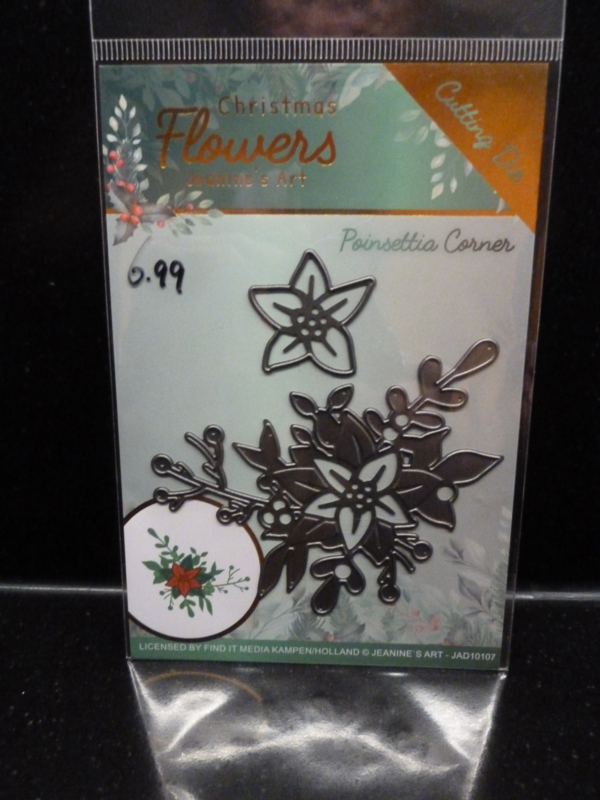 Christmas
Flowers
Jeanine's Art
Cutting Die
Poinsettia Corner
6.99
LICENSED BY FIND IT MEDIA KAMPEN/HOLLAND © JEANINE'S ART - JAD10107